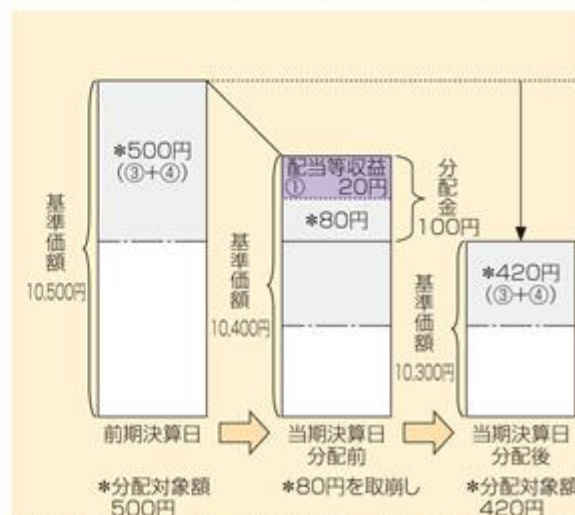 *500円
(③+④)
基準価額
10,500円
配当等収益
① 20円
*80円
分配金
100円
基準価額
10,400円
*420円
(③+④)
基準価額
10,300円
前期決算日
当期決算日
分配前
当期決算日
分配後
*分配対象額
500円
*80円を取崩し
*分配対象額
420円